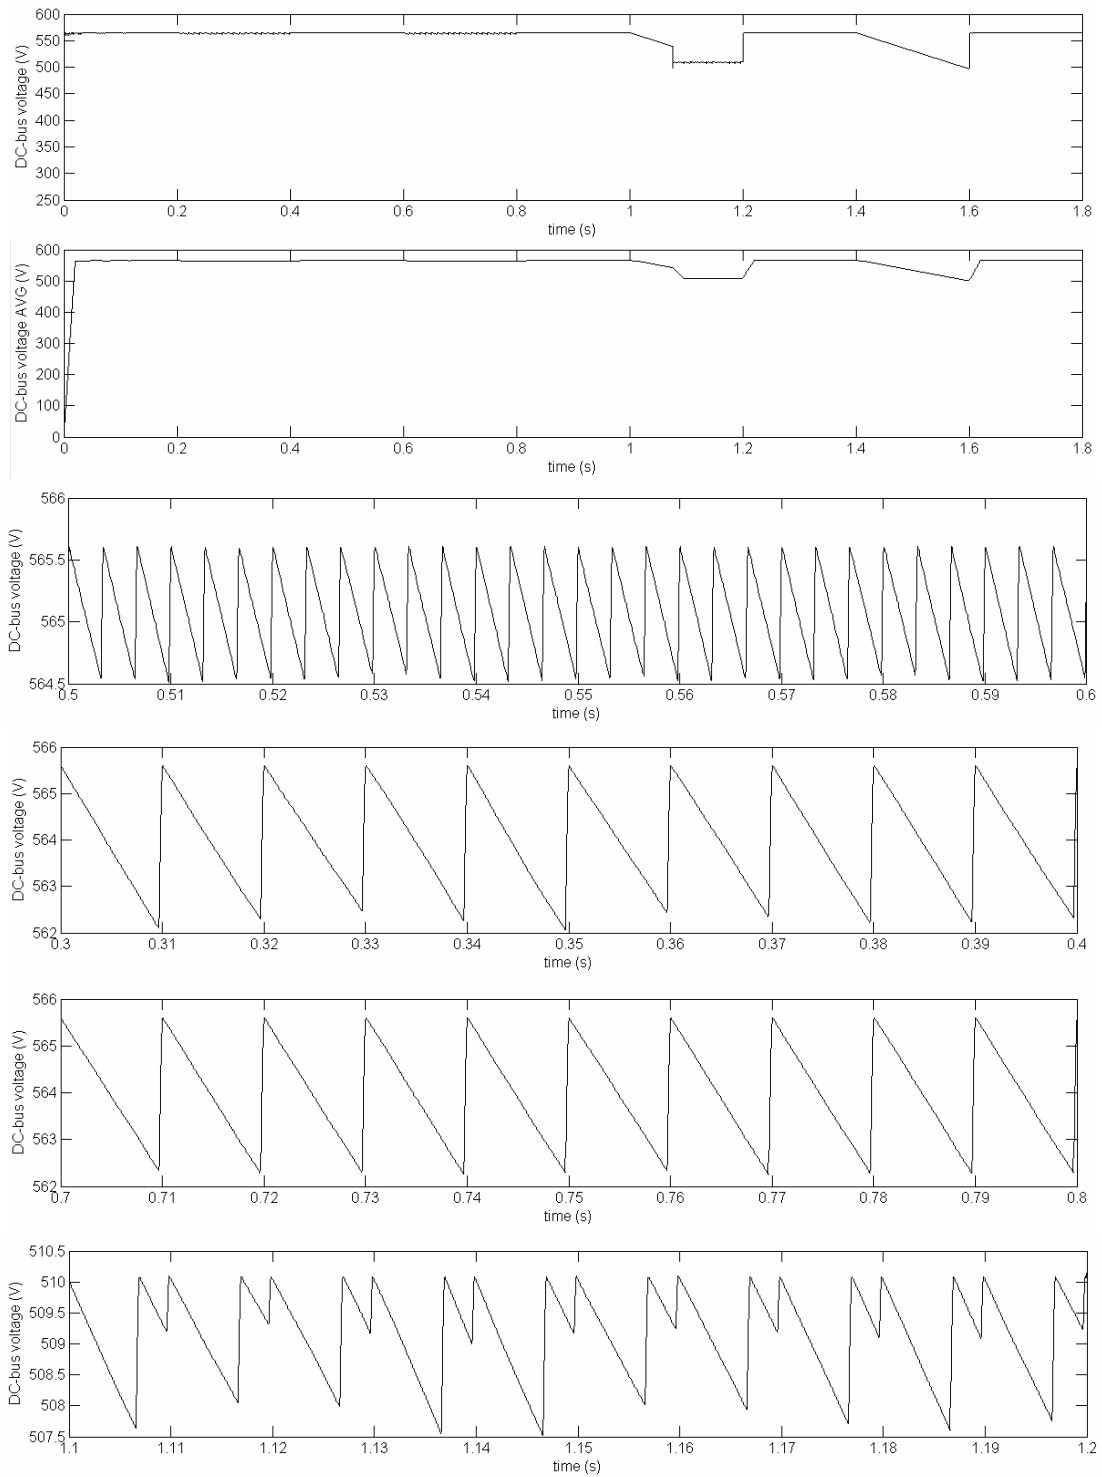 600
550
500
450
400
350
300
250
DC-bus voltage (V)
0 0.2 0.4 0.6 0.8 1 1.2 1.4 1.6 1.8
time (s)
600
500
400
300
200
100
0
DC-bus voltage AVG (V)
0 0.2 0.4 0.6 0.8 1 1.2 1.4 1.6 1.8
time (s)
566
565.5
565
564.5
DC-bus voltage (V)
0.5 0.51 0.52 0.53 0.54 0.55 0.56 0.57 0.58 0.59 0.6
time (s)
566
565
564
563
562
DC-bus voltage (V)
0.3 0.31 0.32 0.33 0.34 0.35 0.36 0.37 0.38 0.39 0.4
time (s)
566
565
564
563
562
DC-bus voltage (V)
0.7 0.71 0.72 0.73 0.74 0.75 0.76 0.77 0.78 0.79 0.8
time (s)
510.5
510
509.5
509
508.5
508
507.5
DC-bus voltage (V)
1.1 1.11 1.12 1.13 1.14 1.15 1.16 1.17 1.18 1.19 1.2
time (s)